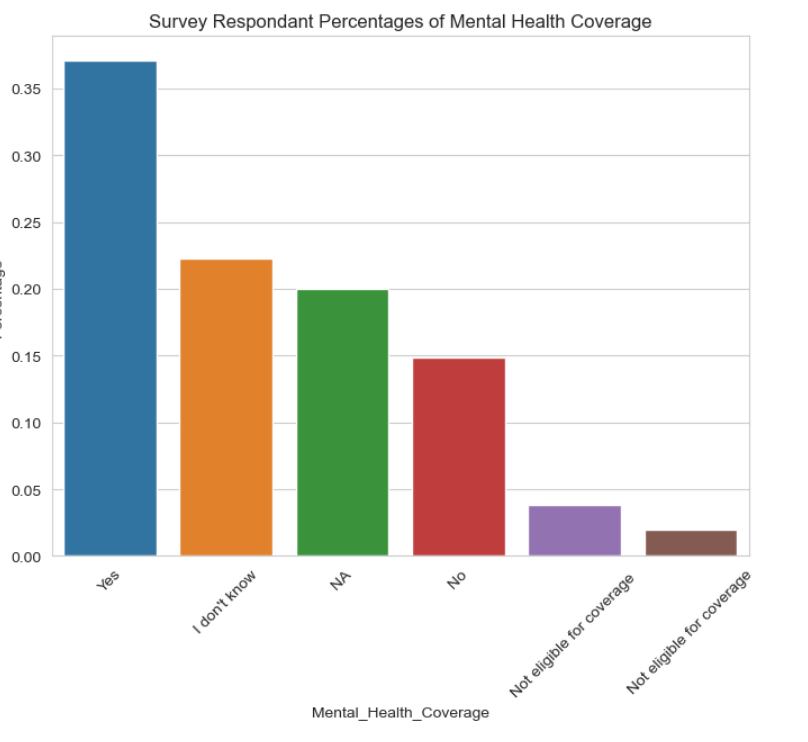 Survey Respondant Percentages of Mental Health Coverage
0.35
0.30
0.25
0.20
0.15
0.10
0.05
0.00
Yes
I don't know
NA
No
Not eligible for coverage
Not eligible for coverage
Mental_Health_Coverage